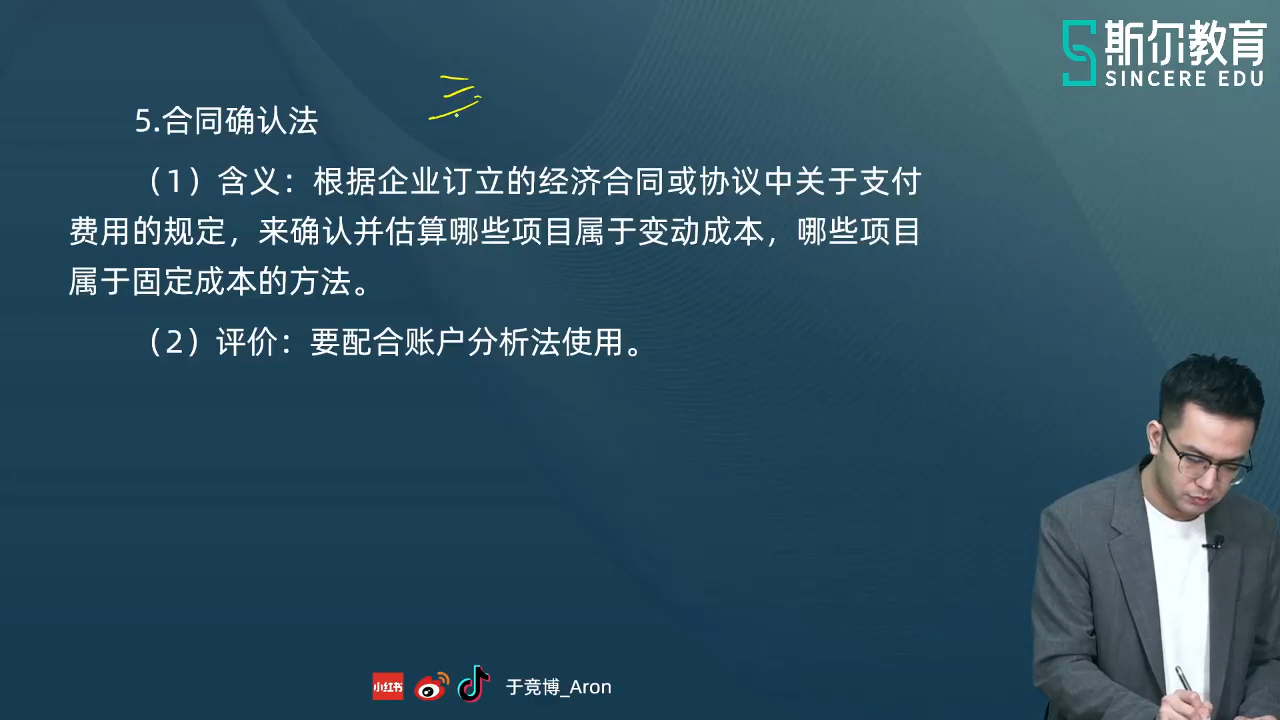 斯尔教育
SINCERE EDU
三
5.合同确认法
（1）含义：根据企业订立的经济合同或协议中关于支付
费用的规定，来确认并估算哪些项目属于变动成本，哪些项目
属于固定成本的方法。
（2）评价：要配合账户分析法使用。
小红书
于竞博_Aron